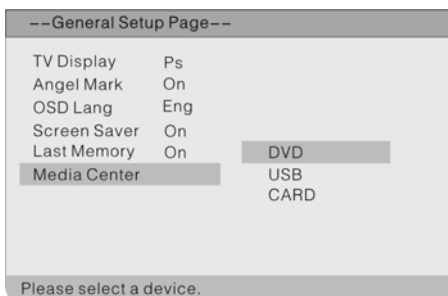 --General Setup Page--
TV Display Ps
Angel Mark On
OSD Lang Eng
Screen Saver On
Last Memory On DVD
Media Center USB
CARD
Please select a device.